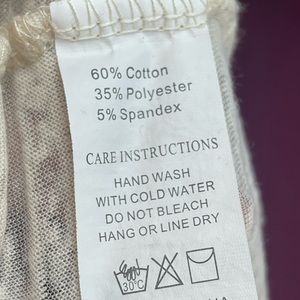 60% Cotton
35% Polyester
5% Spandex
CARE INSTRUCTIONS
HAND WASH
WITH COLD WATER
DO NOT BLEACH
HANG OR LINE DRY
30°C